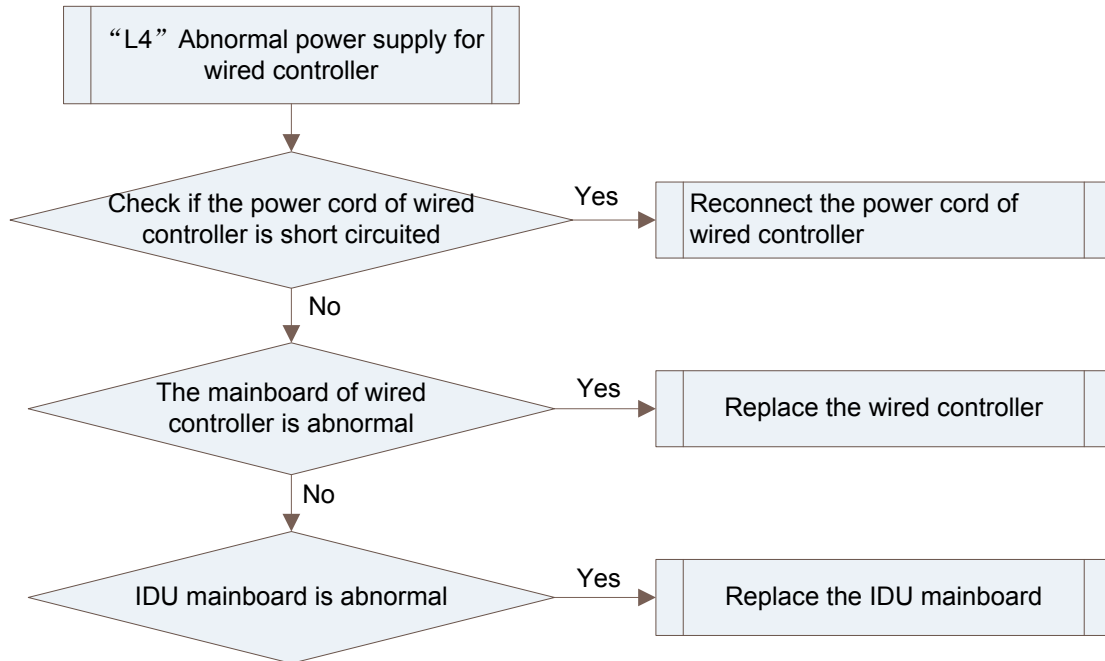 “L4” Abnormal power supply for
wired controller
Check if the power cord of wired
controller is short circuited
Yes
Reconnect the power cord of
wired controller
No
The mainboard of wired
controller is abnormal
Yes
Replace the wired controller
No
IDU mainboard is abnormal
Yes
Replace the IDU mainboard